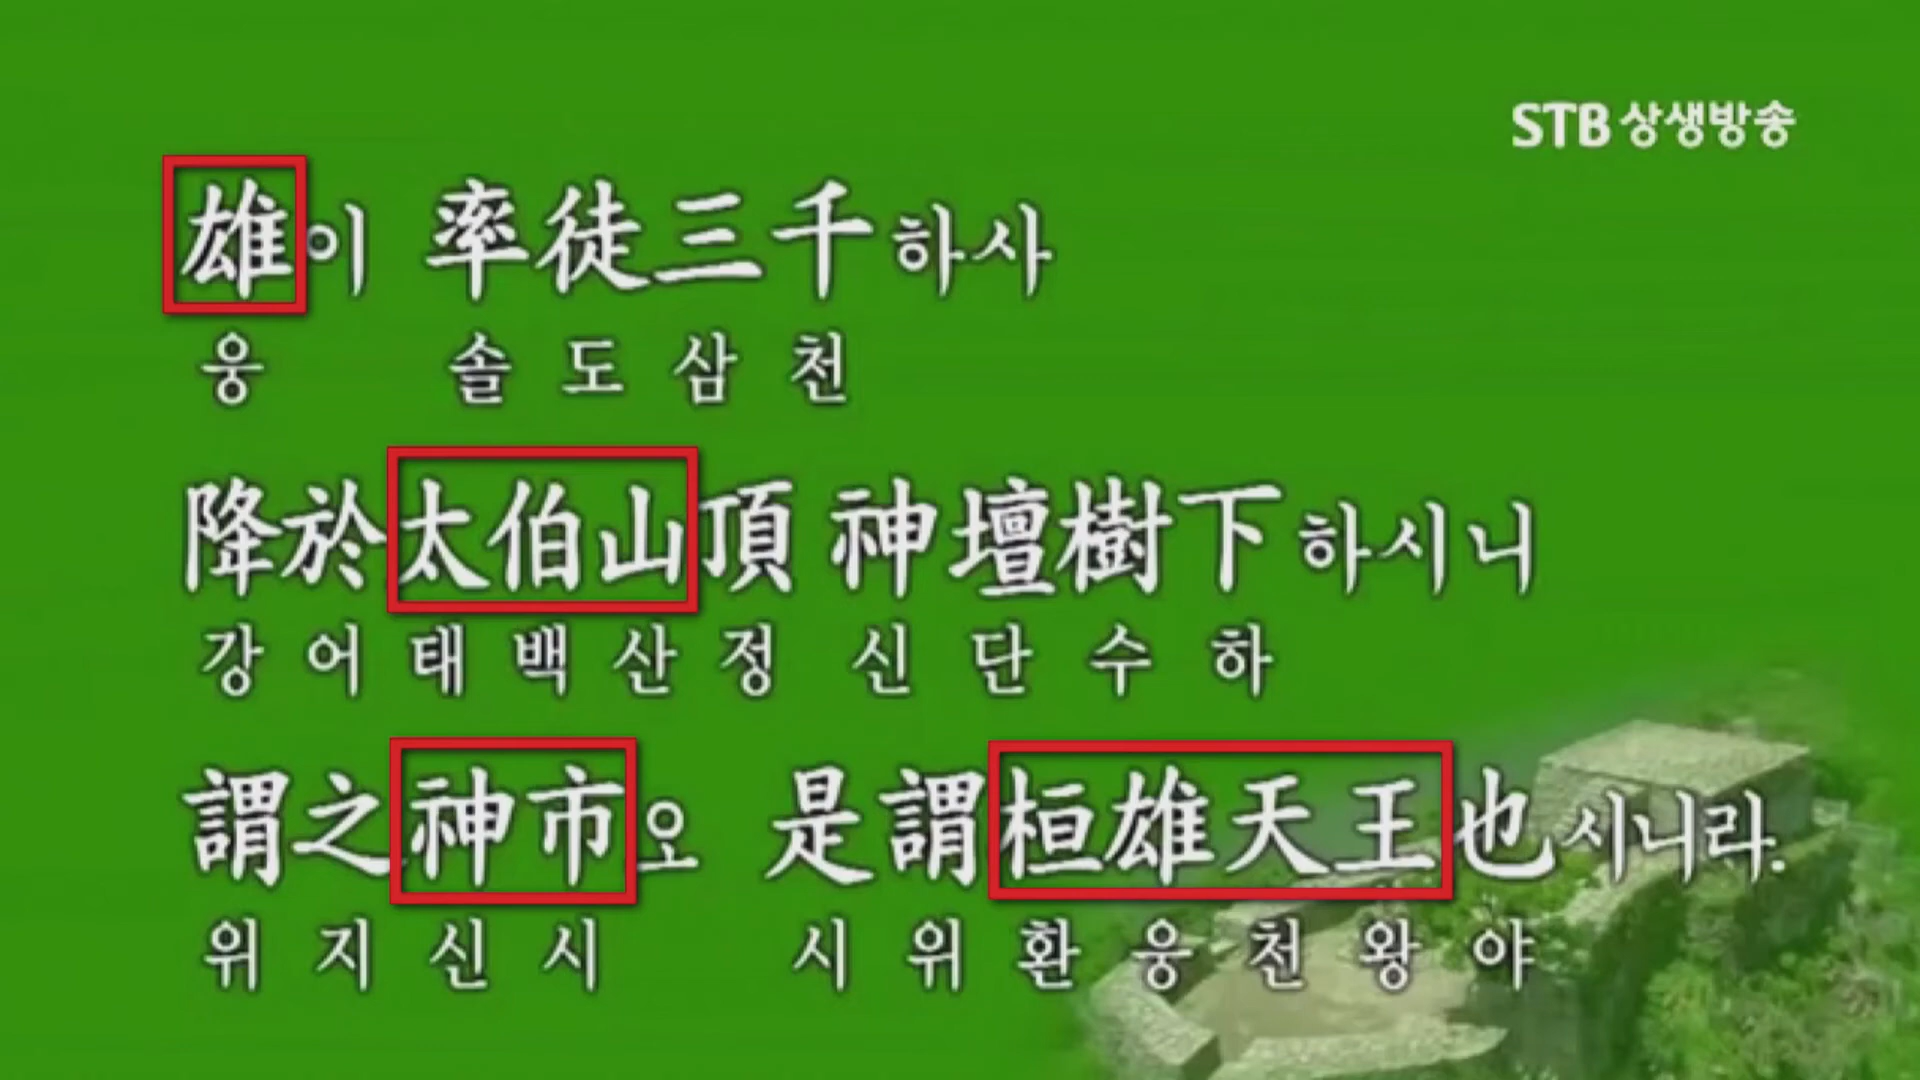 STB 상생방송
雄이 率徒三千하사
웅 솔 도 삼 천
降於太伯山頂 神壇樹下하시니
강 어 태 백 산 정 신 단 수 하
謂之神市오 是謂桓雄天王也시니라.
위 지 신 시 시 위 환 웅 천 왕 야